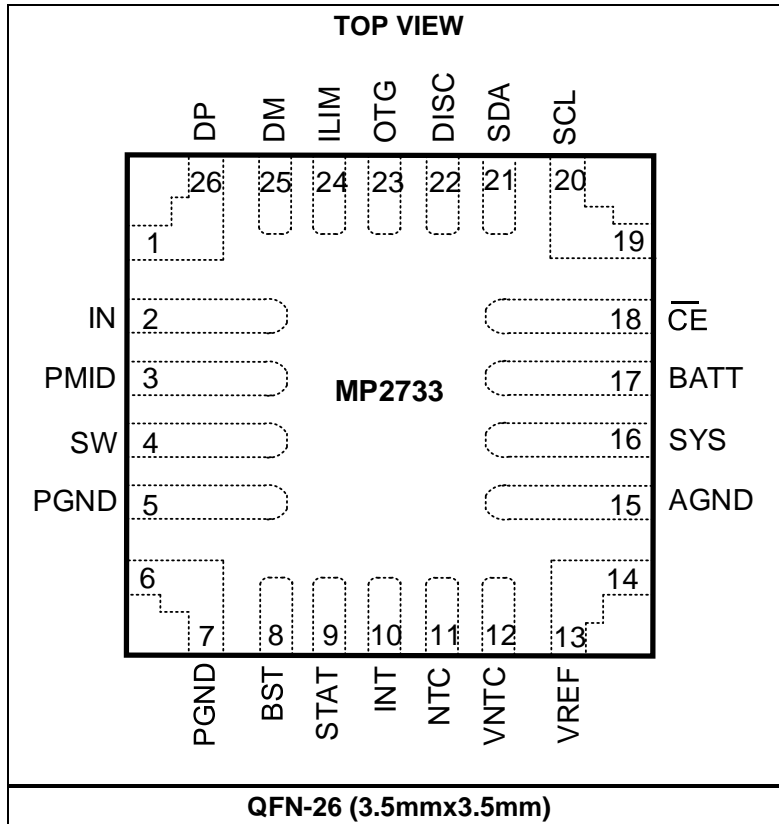 TOP VIEW
DP DM ILIM OTG DISC SDA SCL
26 25 24 23 22 21 20
1 19
IN 2 18 C̅E̅
PMID 3 17 BATT
MP2733
SW 4 16 SYS
PGND 5 15 AGND
6 14
7 8 9 10 11 12 13
PGND BST STAT INT NTC VNTC VREF
QFN-26 (3.5mmx3.5mm)